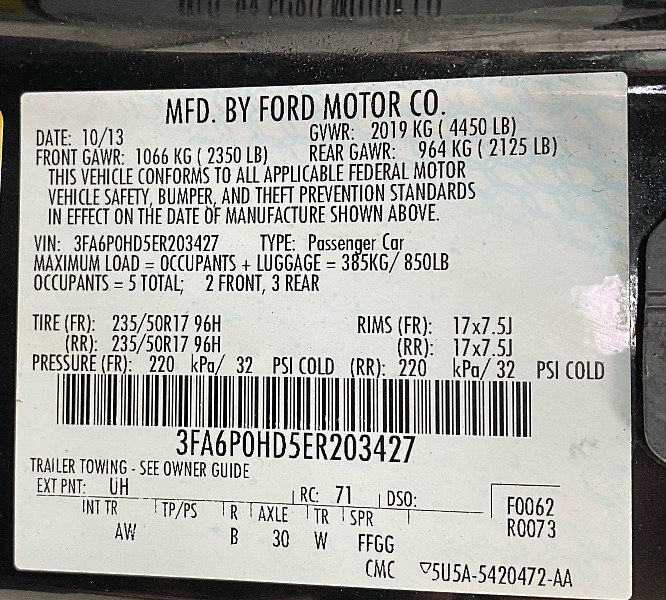 MFD. BY FORD MOTOR CO.
DATE: 10/13 GVWR: 2019 KG ( 4450 LB)
FRONT GAWR: 1066 KG ( 2350 LB) REAR GAWR: 964 KG ( 2125 LB)
THIS VEHICLE CONFORMS TO ALL APPLICABLE FEDERAL MOTOR
VEHICLE SAFETY, BUMPER, AND THEFT PREVENTION STANDARDS
IN EFFECT ON THE DATE OF MANUFACTURE SHOWN ABOVE.
VIN: 3FA6P0HD5ER203427 TYPE: Passenger Car
MAXIMUM LOAD = OCCUPANTS + LUGGAGE = 385KG/ 850LB
OCCUPANTS = 5 TOTAL; 2 FRONT, 3 REAR
TIRE (FR): 235/50R17 96H RIMS (FR): 17x7.5J
(RR): 235/50R17 96H (RR): 17x7.5J
PRESSURE (FR): 220 kPa/ 32 PSI COLD (RR): 220 kPa/ 32 PSI COLD
3FA6P0HD5ER203427
TRAILER TOWING - SEE OWNER GUIDE
EXT PNT: UH RC: 71 DSO: F0062
INT TR TP/PS R AXLE TR SPR R0073
AW B 30 W FFGG
CMC ▽5U5A-5420472-AA